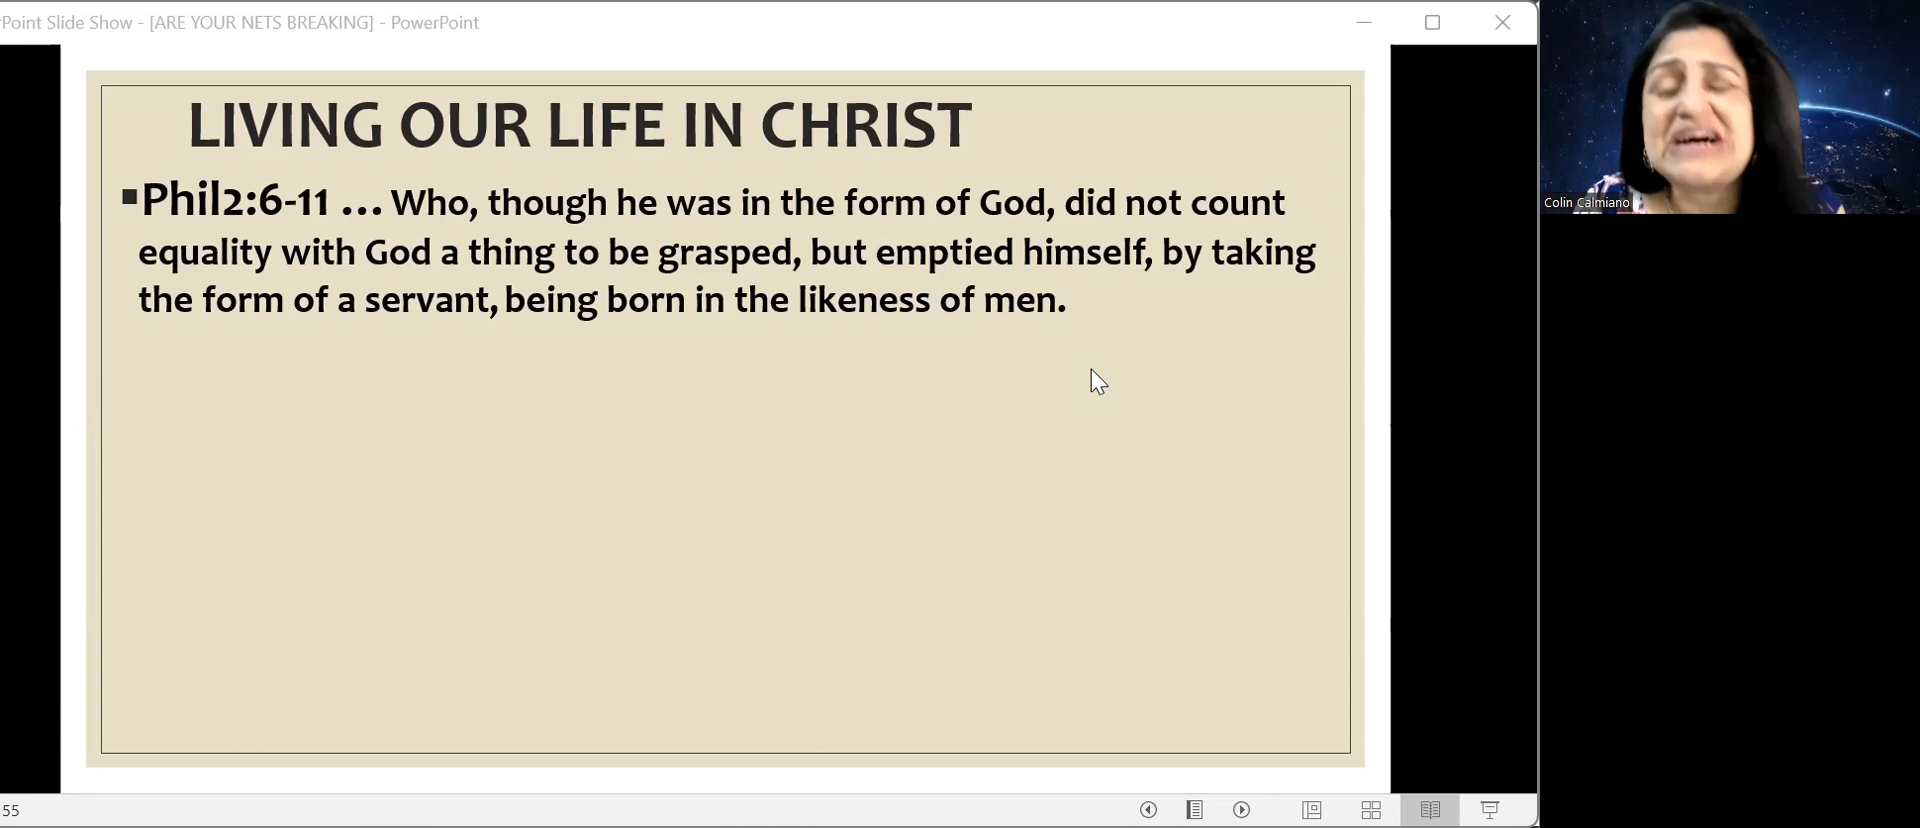 Point Slide Show - [ARE YOUR NETS BREAKING] - PowerPoint
LIVING OUR LIFE IN CHRIST
▪Phil2:6-11 ... Who, though he was in the form of God, did not count
equality with God a thing to be grasped, but emptied himself, by taking
the form of a servant, being born in the likeness of men.
Colin Calmiano
55